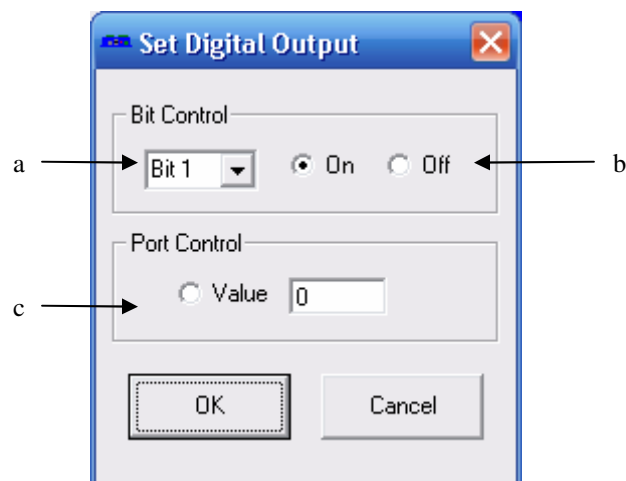 Set Digital Output
Bit Control
a Bit 1 On Off b
Port Control
c Value 0
OK Cancel